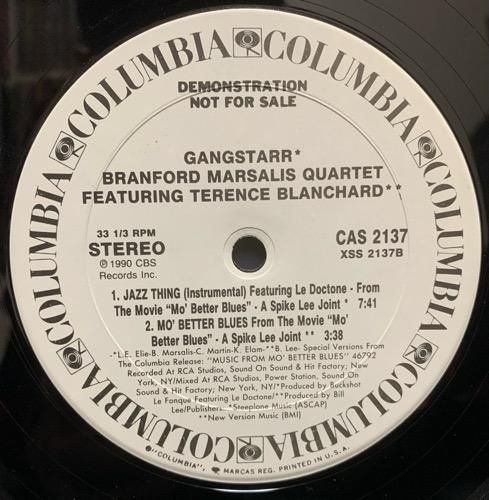 COLUMBIA COLUMBIA COLUMBIA COLUMBIA COLUMBIA COLUMBIA
DEMONSTRATION
NOT FOR SALE
GANGSTARR*
BRANFORD MARSALIS QUARTET
FEATURING TERENCE BLANCHARD**
33 1/3 RPM
STEREO
℗ 1990 CBS
Records Inc.
CAS 2137
XSS 2137B
1. JAZZ THING (Instrumental) Featuring Le Doctone - From
The Movie “Mo’ Better Blues” - A Spike Lee Joint * 7:41
2. MO’ BETTER BLUES From The Movie “Mo’
Better Blues” - A Spike Lee Joint ** 3:38
-*L.E. Elie-B. Marsalis-C. Martin-K. Elam-**B. Lee- Special Versions From
The Columbia Release: "MUSIC FROM MO' BETTER BLUES" 46792
Recorded At RCA Studios, Sound On Sound & Hit Factory; New
York, NY/Mixed At RCA Studios, Power Station, Sound On
Sound & Hit Factory; New York, NY/*Produced by Buckshot
Le Fonque Featuring Le Doctone/**Produced by Bill
Lee/Publishers: *Steeplone Music (ASCAP)
**New Version Music (BMI)
®"COLUMBIA", MARCAS REG. PRINTED IN U.S.A.